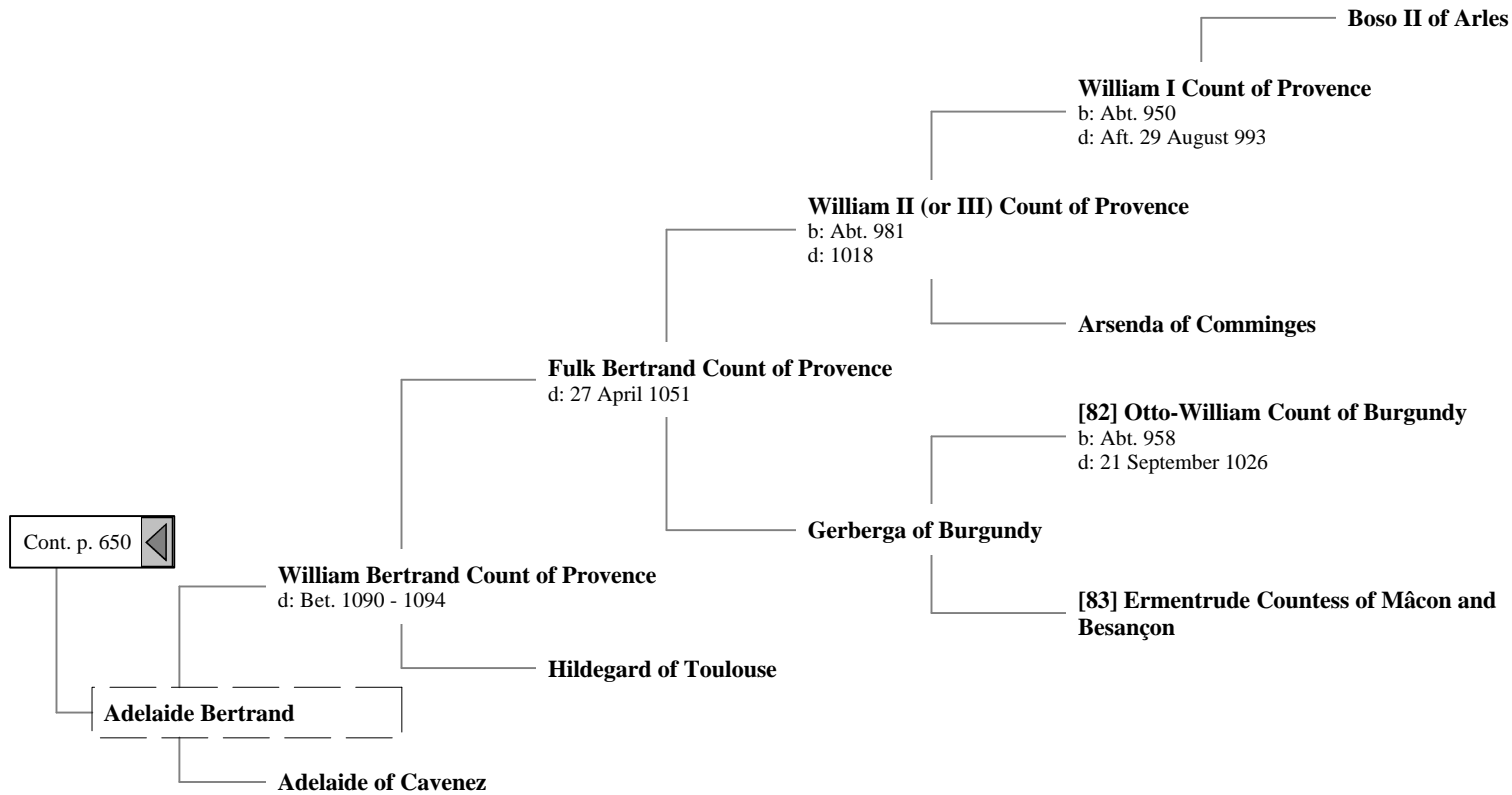 Boso II of Arles
William I Count of Provence
b: Abt. 950
d: Aft. 29 August 993
William II (or III) Count of Provence
b: Abt. 981
d: 1018
Arsenda of Comminges
Fulk Bertrand Count of Provence
d: 27 April 1051
[82] Otto-William Count of Burgundy
b: Abt. 958
d: 21 September 1026
Gerberga of Burgundy
Cont. p. 650
William Bertrand Count of Provence
d: Bet. 1090 - 1094
[83] Ermentrude Countess of Mâcon and
Besançon
Hildegard of Toulouse
Adelaide Bertrand
Adelaide of Cavenez